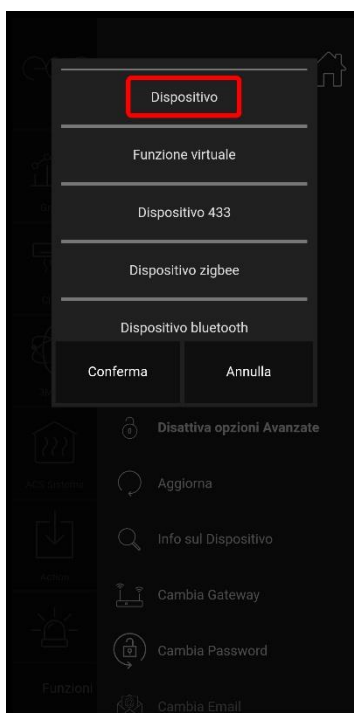 Dispositivo
Funzione virtuale
Dispositivo 433
Dispositivo zigbee
Dispositivo bluetooth
Conferma
Annulla
Disattiva opzioni Avanzate
Aggiorna
Info sul Dispositivo
Cambia Gateway
Cambia Password
Funzioni
Cambia Email